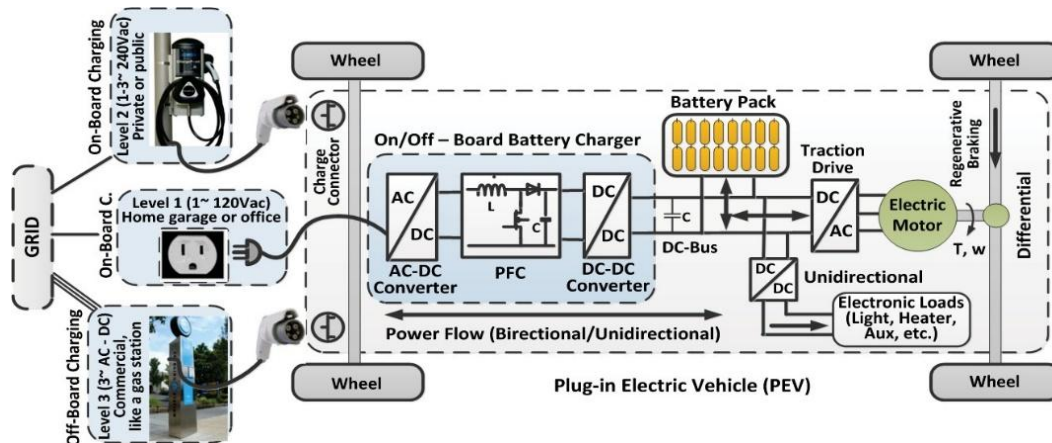 GRID
On-Board Charging
Level 2 (1-3~ 240Vac)
Private or public
On-Board C.
Level 1 (1~ 120Vac)
Home garage or office
Off-Board Charging
Level 3 (3~ AC - DC)
Commercial,
like a gas station
Wheel
Wheel
Charge
Connector
On/Off – Board Battery Charger
AC
DC
AC-DC
Converter
L
C
PFC
DC
DC
DC-DC
Converter
Battery Pack
C
DC-Bus
Traction
Drive
DC
AC
Electric
Motor
Regenerative
Braking
T, w
Differential
DC
DC
Unidirectional
Electronic Loads
(Light, Heater,
Aux, etc.)
Power Flow (Birectional/Unidirectional)
Wheel
Plug-in Electric Vehicle (PEV)
Wheel